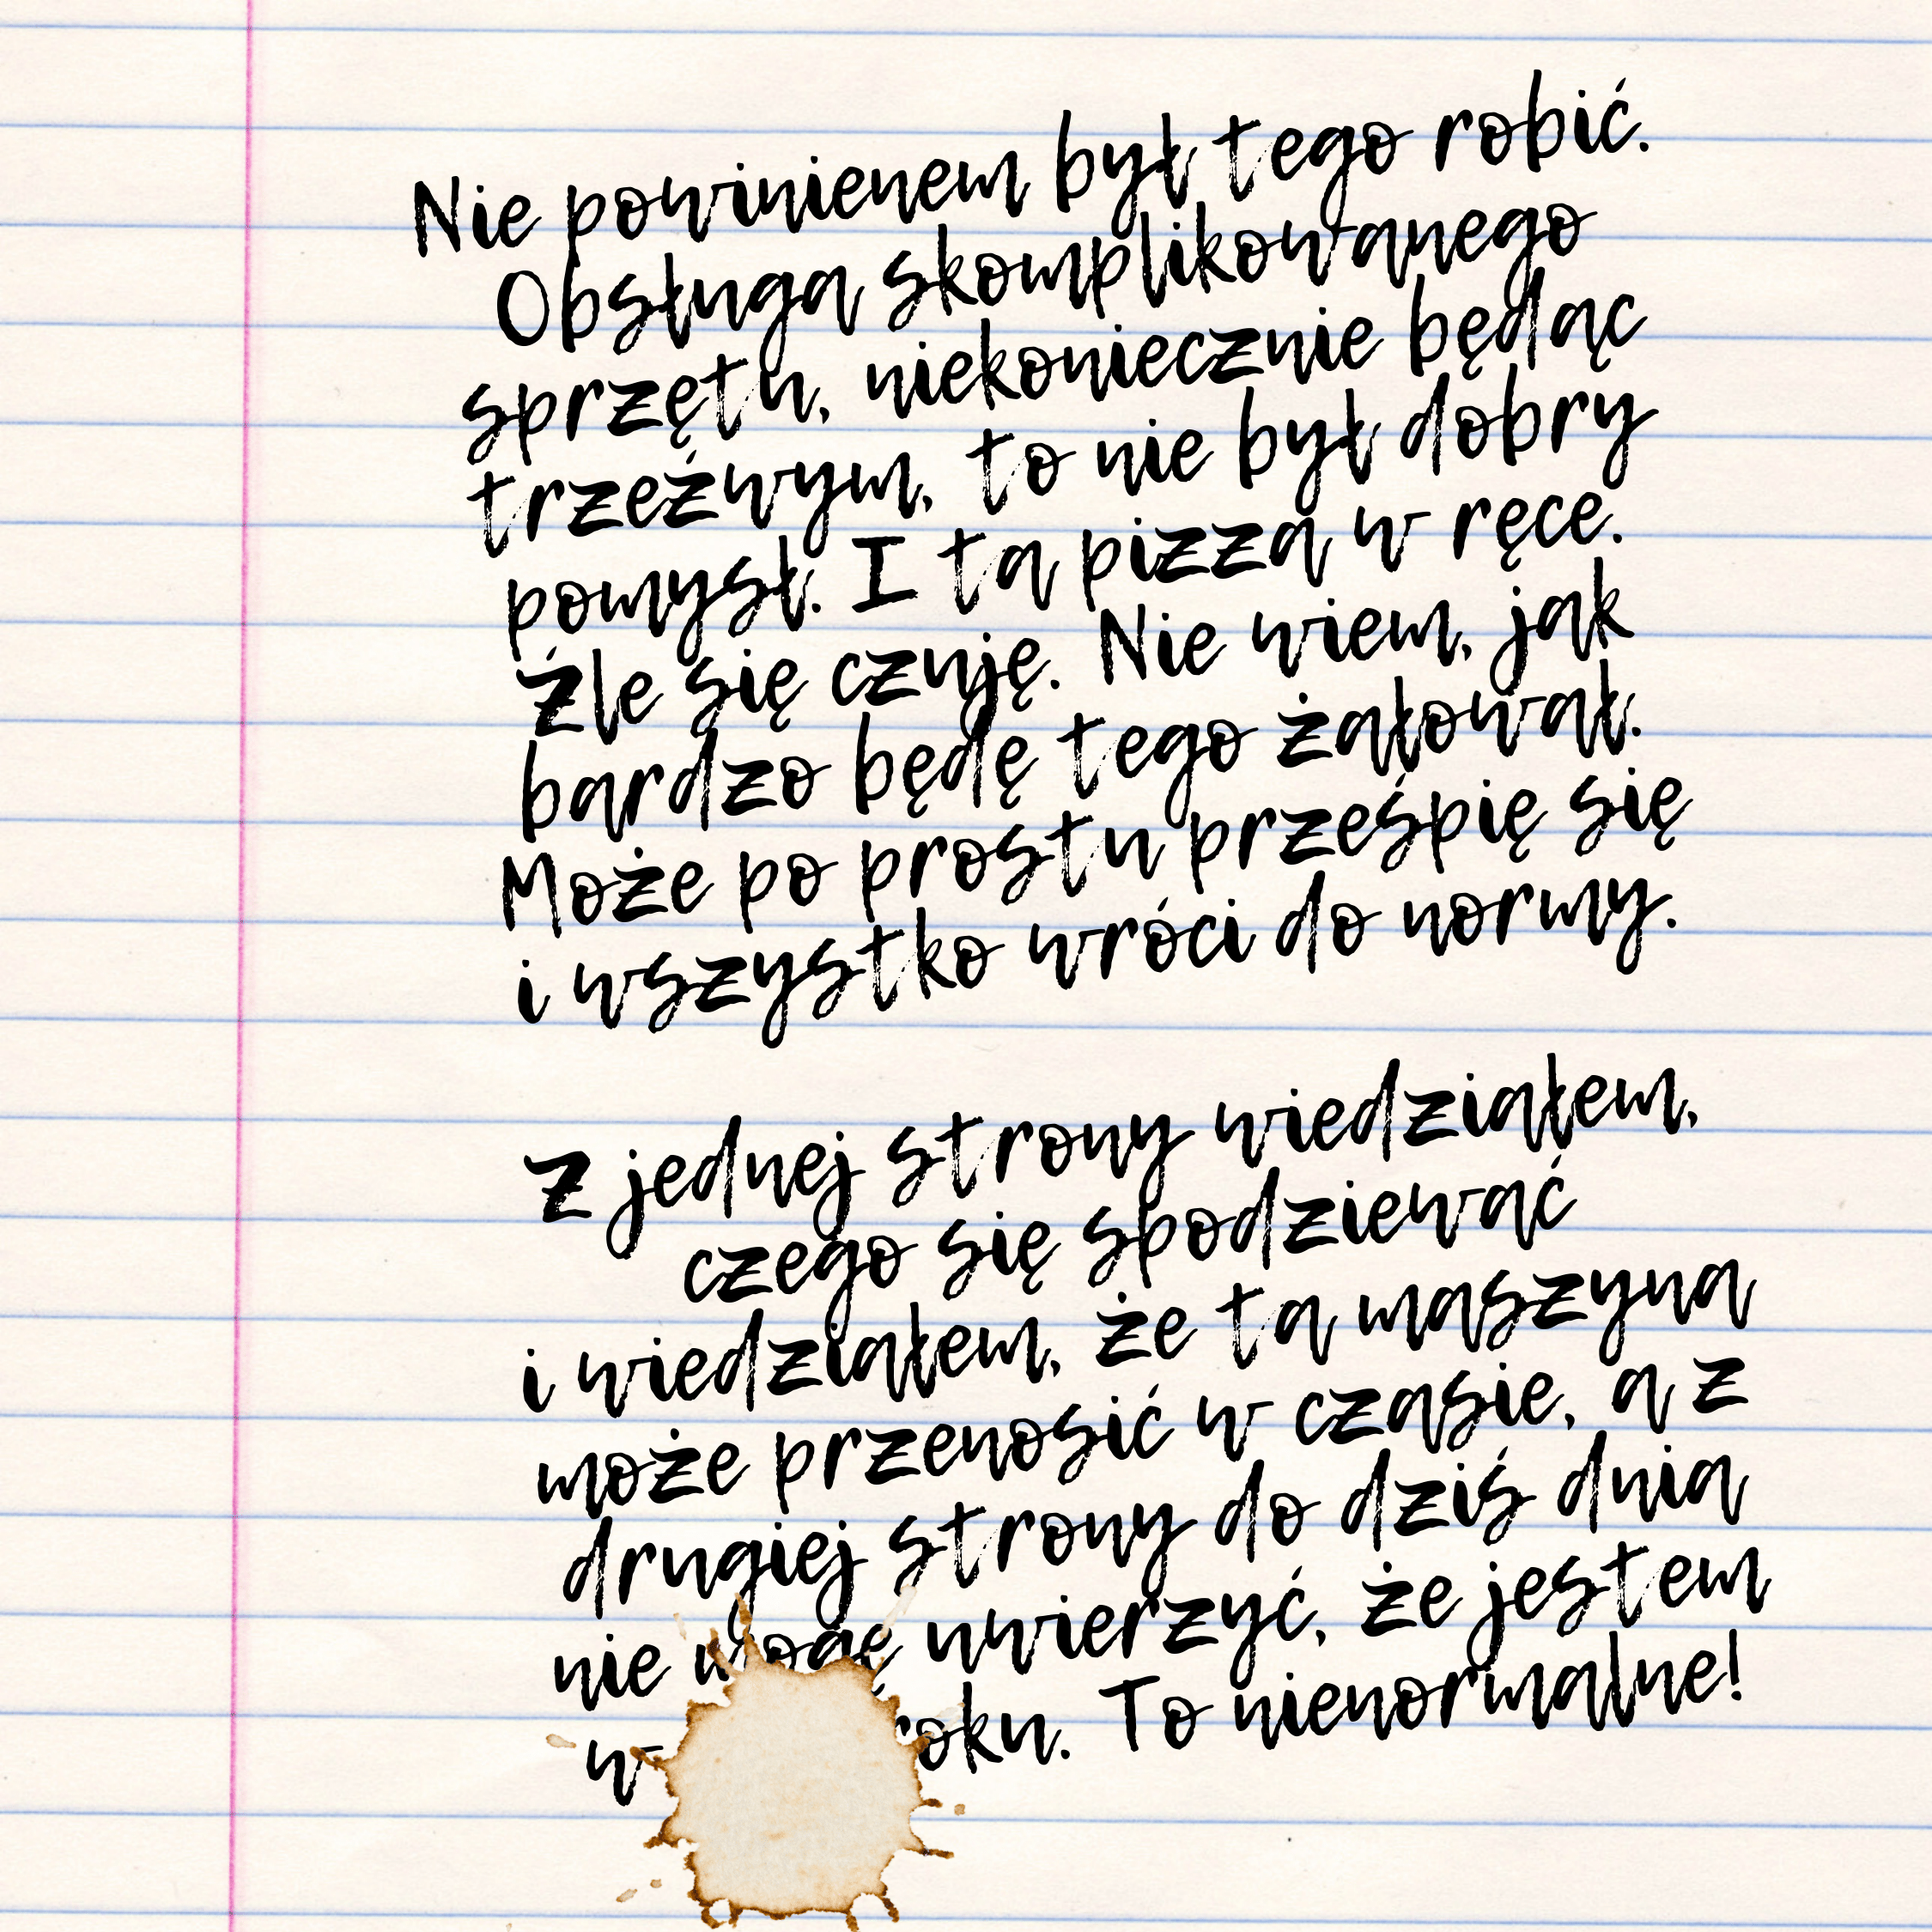 Nie powinienem był tego robić.
Obsługa skomplikowanego
sprzętu, niekoniecznie będąc
trzeźwym, to nie był dobry
pomysł. I ta pizza w ręce.
Źle się czuję. Nie wiem, jak
bardzo będę tego żałował.
Może po prostu prześpię się
i wszystko wróci do normy.
Z jednej strony wiedziałem,
czego się spodziewać
i wiedziałem, że ta maszyna
może przenosić w czasie, a z
drugiej strony do dziś dnia
nie mogę uwierzyć, że jestem
w roku. To nienormalne!